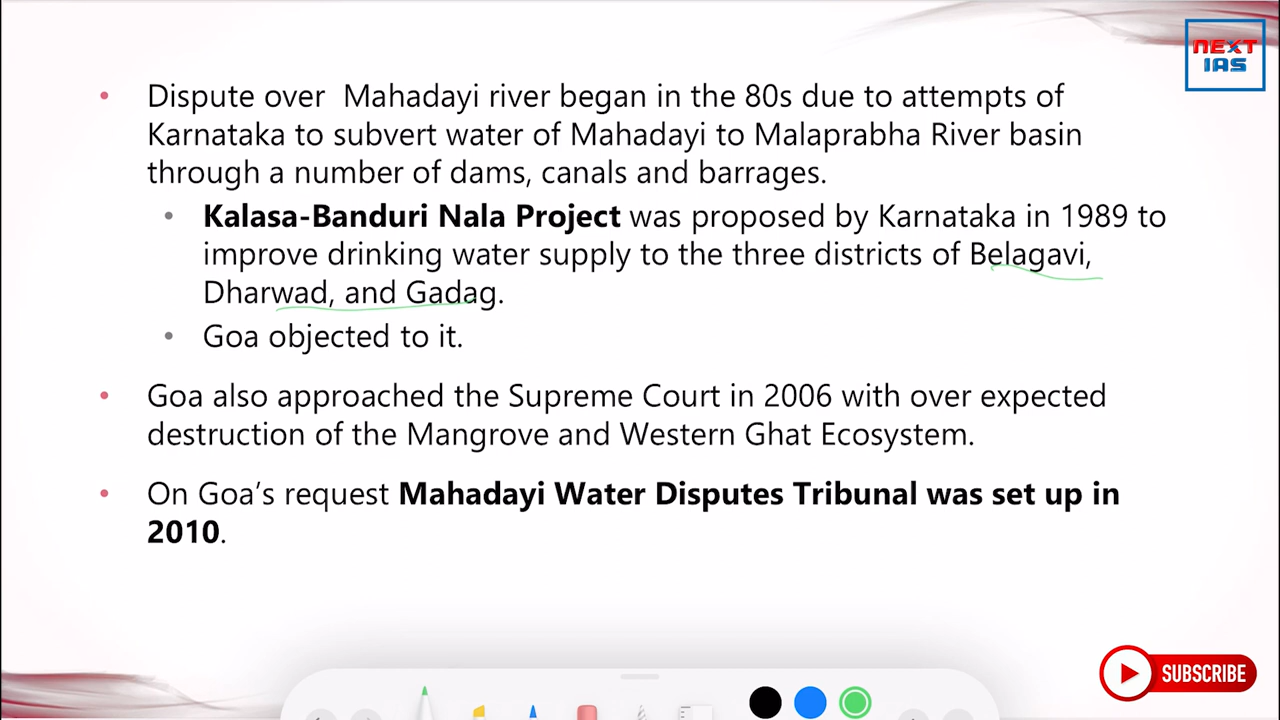 NEXT
IAS
• Dispute over Mahadayi river began in the 80s due to attempts of
Karnataka to subvert water of Mahadayi to Malaprabha River basin
through a number of dams, canals and barrages.
• Kalasa-Banduri Nala Project was proposed by Karnataka in 1989 to
improve drinking water supply to the three districts of Belagavi,
Dharwad, and Gadag.
• Goa objected to it.
• Goa also approached the Supreme Court in 2006 with over expected
destruction of the Mangrove and Western Ghat Ecosystem.
• On Goa’s request Mahadayi Water Disputes Tribunal was set up in
2010.
SUBSCRIBE